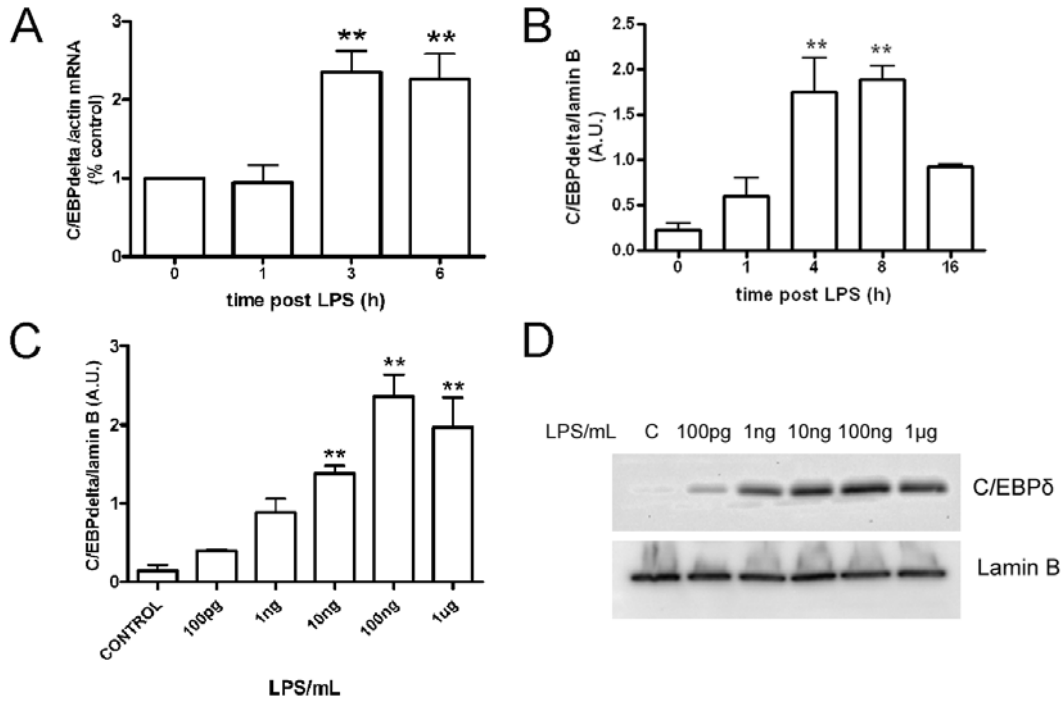 A
C/EBPdelta /actin mRNA
(% control)
3
2
1
0
** **
0 1 3 6
time post LPS (h)
B
C/EBPdelta/lamin B
(A.U.)
2.5
2.0
1.5
1.0
0.5
0.0
** **
0 1 4 8 16
time post LPS (h)
C
C/EBPdelta/lamin B (A.U.)
3
2
1
0
** ** **
CONTROL 100pg 1ng 10ng 100ng 1ug
LPS/mL
D
LPS/mL C 100pg 1ng 10ng 100ng 1µg
C/EBPδ
Lamin B